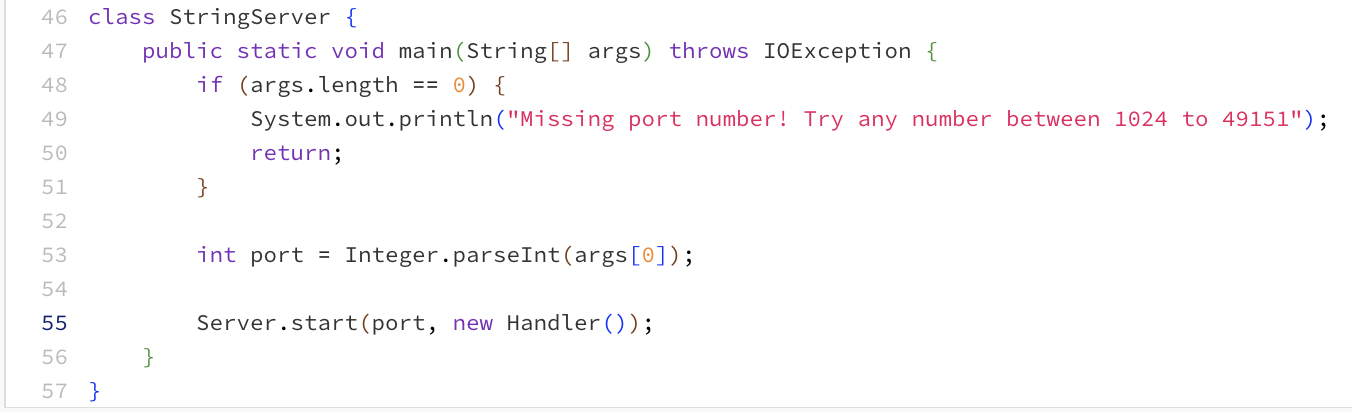 46 class StringServer {
47     public static void main(String[] args) throws IOException {
48         if (args.length == 0) {
49             System.out.println("Missing port number! Try any number between 1024 to 49151");
50             return;
51         }
52
53         int port = Integer.parseInt(args[0]);
54
55         Server.start(port, new Handler());
56     }
57 }